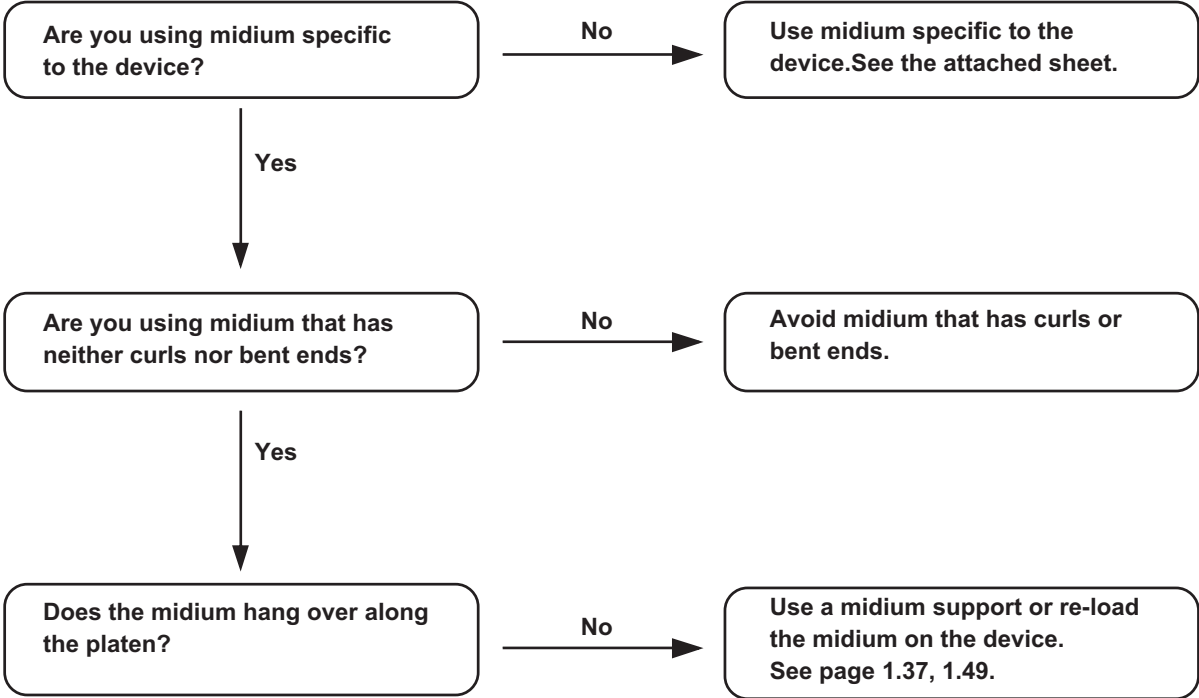 Are you using midium specific
to the device?
No
Use midium specific to the
device.See the attached sheet.
Yes
Are you using midium that has
neither curls nor bent ends?
No
Avoid midium that has curls or
bent ends.
Yes
Does the midium hang over along
the platen?
No
Use a midium support or re-load
the midium on the device.
See page 1.37, 1.49.